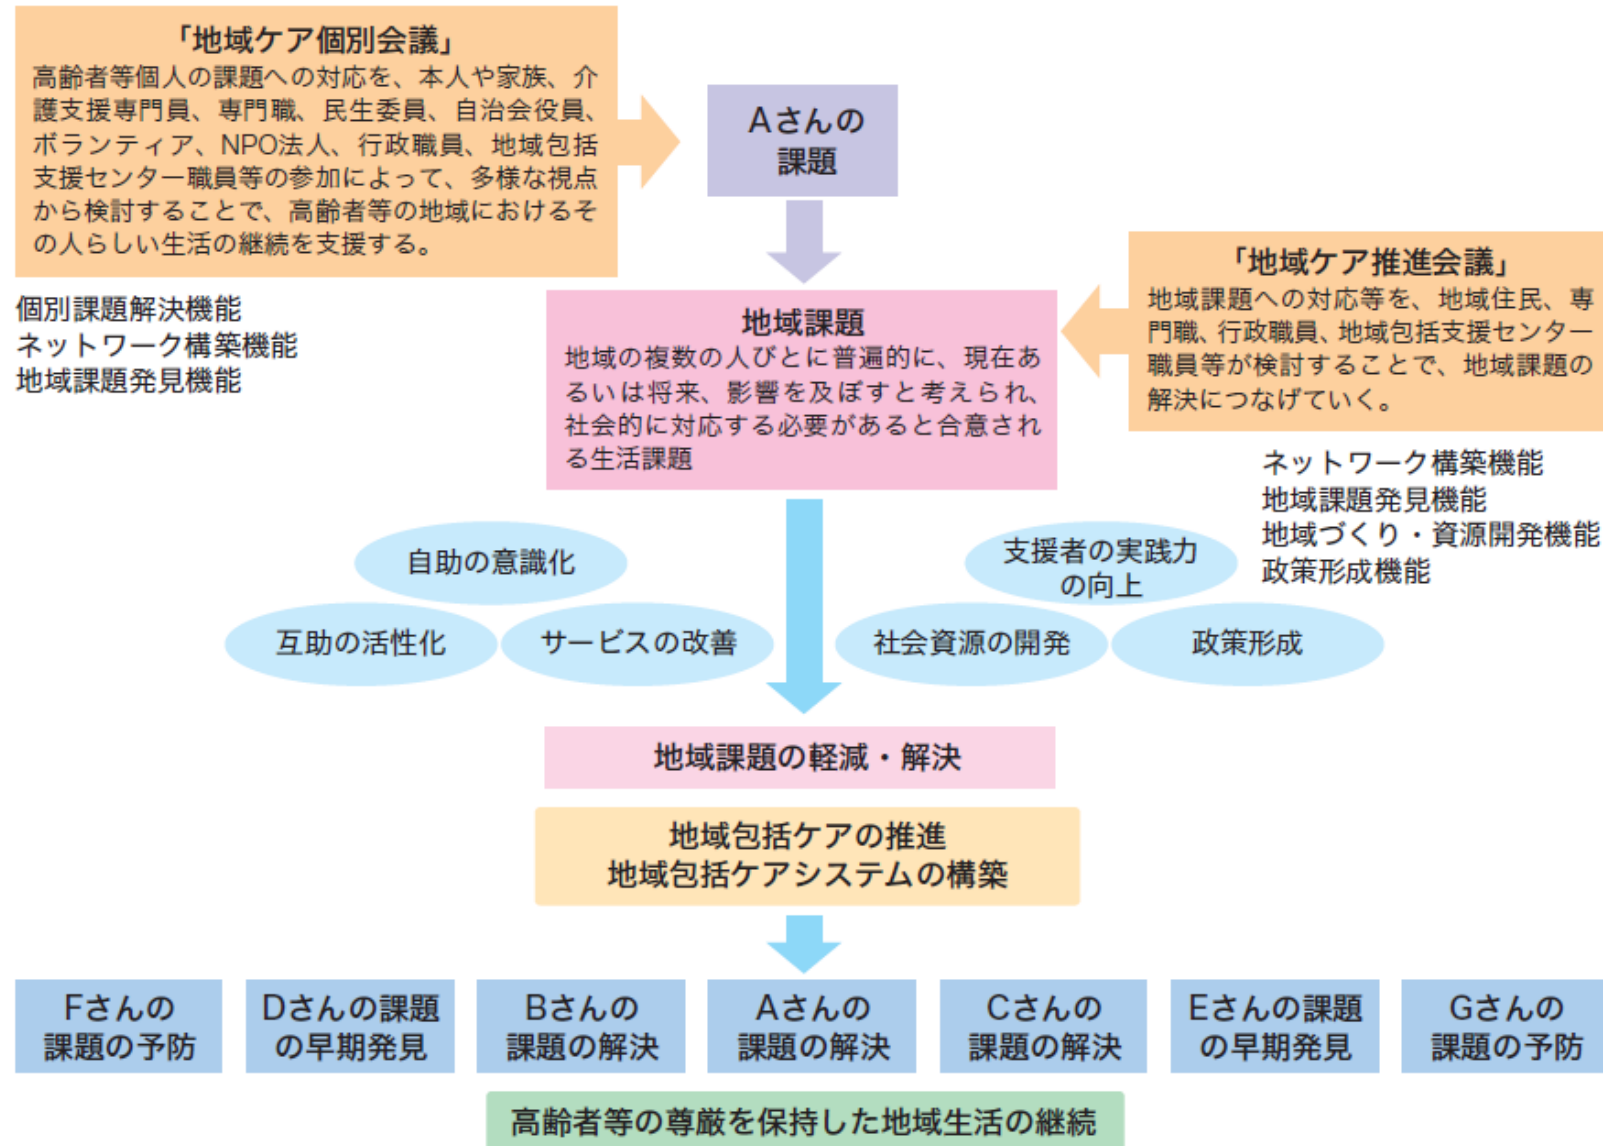 「地域ケア個別会議」
高齢者等個人の課題への対応を、本人や家族、介
護支援専門員、専門職、民生委員、自治会役員、
ボランティア、NPO法人、行政職員、地域包括
支援センター職員等の参加によって、多様な視点
から検討することで、高齢者等の地域におけるそ
の人らしい生活の継続を支援する。
個別課題解決機能
ネットワーク構築機能
地域課題発見機能
Aさんの
課題
地域課題
地域の複数の人びとに普遍的に、現在あ
るいは将来、影響を及ぼすと考えられ、
社会的に対応する必要があると合意され
る生活課題
「地域ケア推進会議」
地域課題への対応等を、地域住民、専
門職、行政職員、地域包括支援センター
職員等が検討することで、地域課題の
解決につなげていく。
ネットワーク構築機能
地域課題発見機能
地域づくり・資源開発機能
政策形成機能
自助の意識化
互助の活性化
サービスの改善
支援者の実践力
の向上
社会資源の開発
政策形成
地域課題の軽減・解決
地域包括ケアの推進
地域包括ケアシステムの構築
Fさんの
課題の予防
Dさんの課題
の早期発見
Bさんの
課題の解決
Aさんの
課題の解決
Cさんの
課題の解決
Eさんの課題
の早期発見
Gさんの
課題の予防
高齢者等の尊厳を保持した地域生活の継続